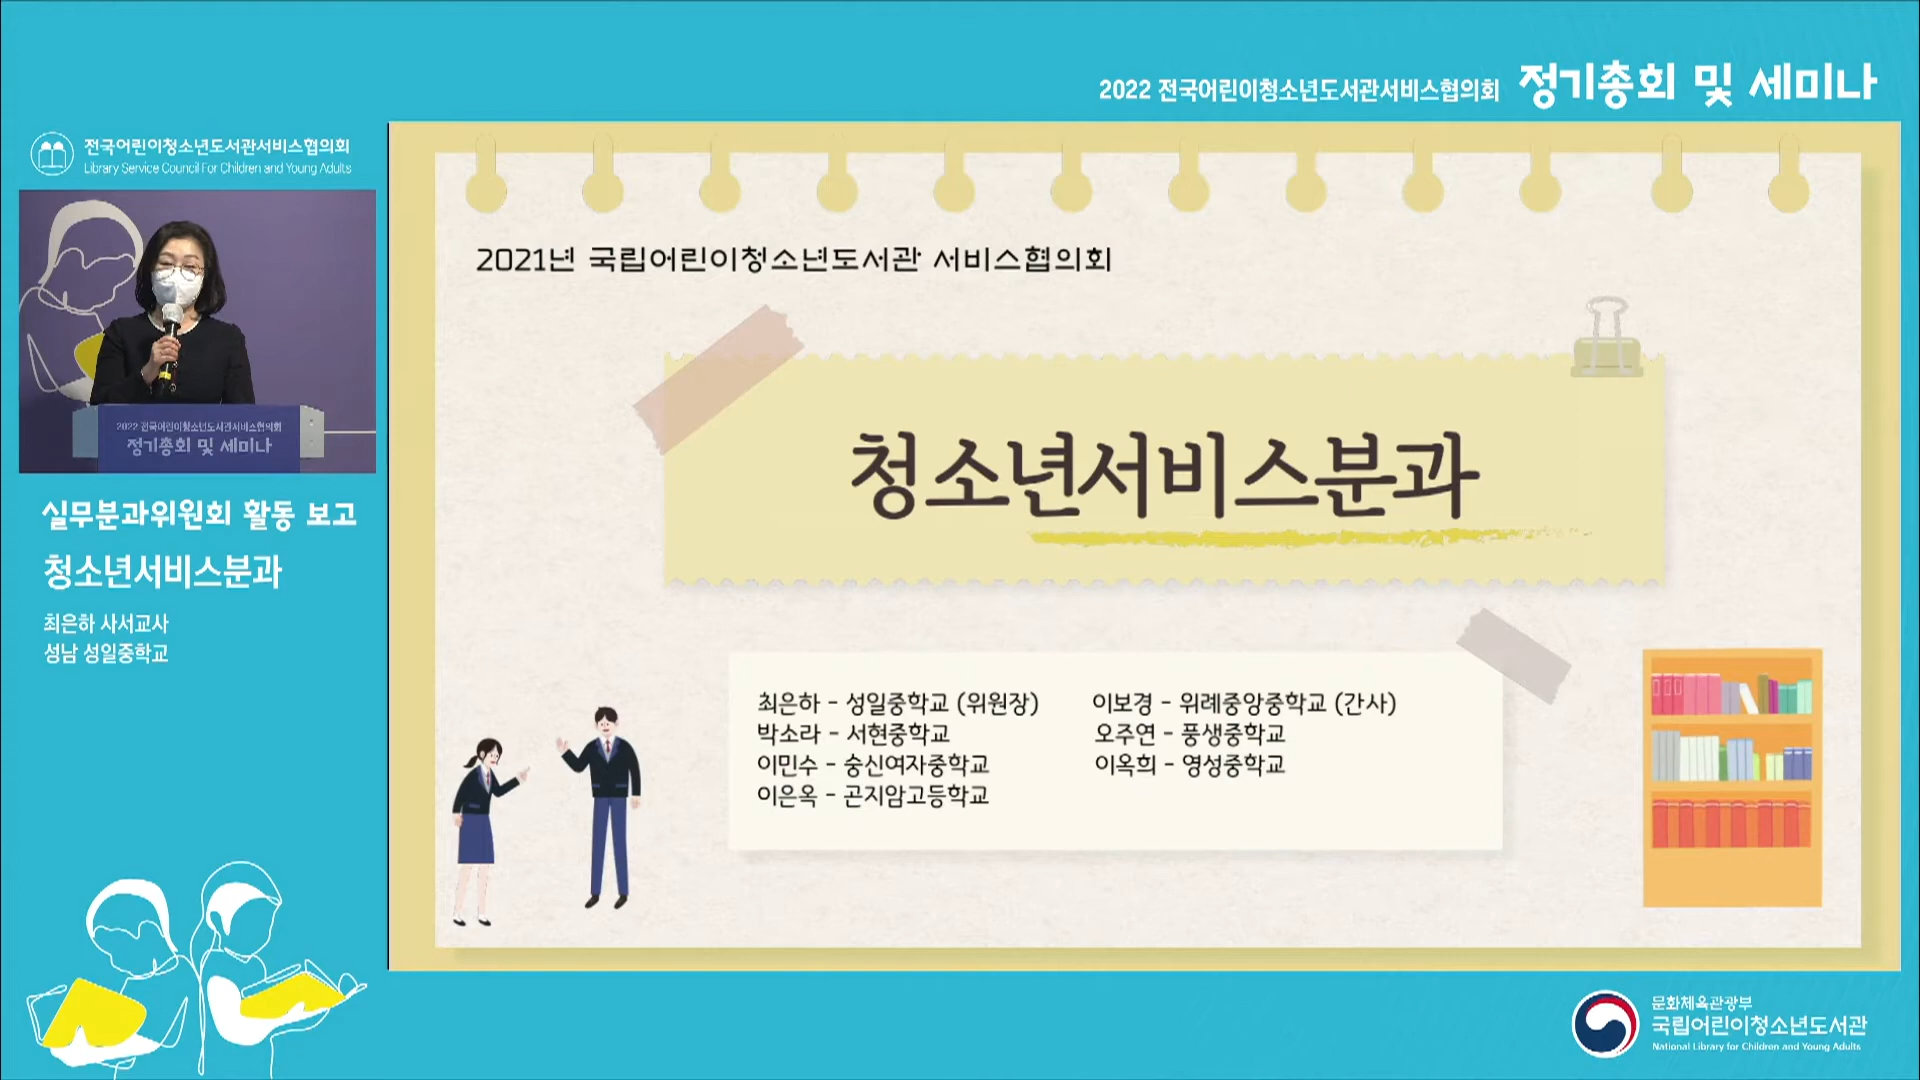 2022 전국어린이청소년도서관서비스협의회 정기총회 및 세미나
전국어린이청소년도서관서비스협의회
Library Service Council For Children and Young Adults
2022 전국어린이청소년도서관서비스협의회
정기총회 및 세미나
실무분과위원회 활동 보고
청소년서비스분과
최은하 사서교사
성남 성일중학교
2021년 국립어린이청소년도서관 서비스협의회
청소년서비스분과
최은하 - 성일중학교 (위원장)
박소라 - 서현중학교
이민수 - 숭신여자중학교
이은옥 - 곤지암고등학교
이보경 - 위례중앙중학교 (간사)
오주연 - 풍생중학교
이옥희 - 영성중학교
문화체육관광부
국립어린이청소년도서관
National Library for Children and Young Adults